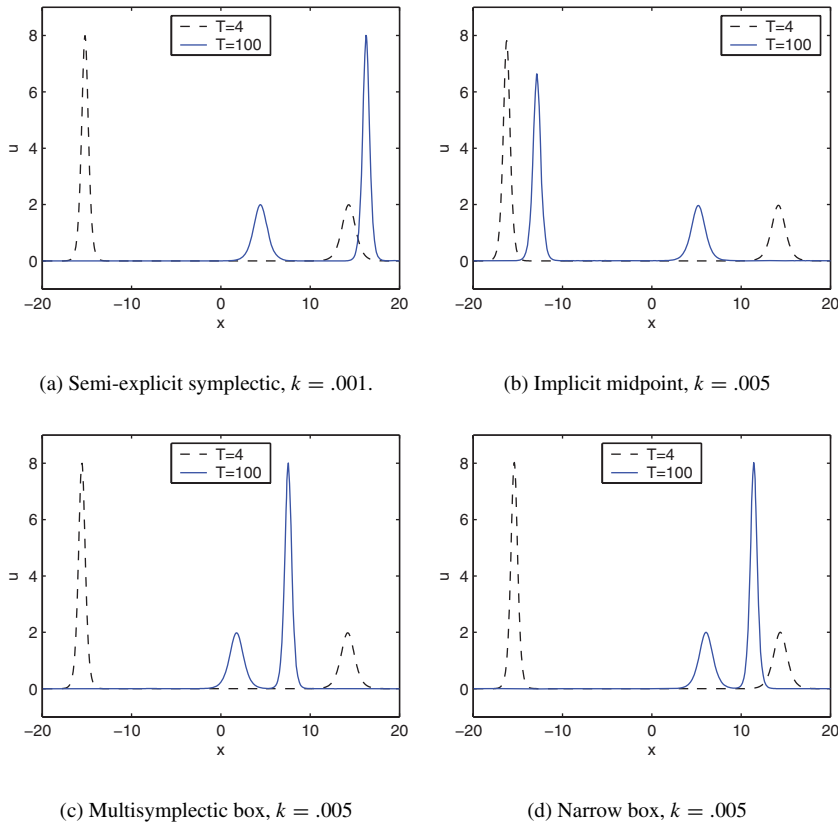 T=4
T=100
8
6
4
2
0
u
−20 −10 0 10 20
x
(a) Semi-explicit symplectic, k = .001.
T=4
T=100
8
6
4
2
0
u
−20 −10 0 10 20
x
(b) Implicit midpoint, k = .005
T=4
T=100
8
6
4
2
0
u
−20 −10 0 10 20
x
(c) Multisymplectic box, k = .005
T=4
T=100
8
6
4
2
0
u
−20 −10 0 10 20
x
(d) Narrow box, k = .005